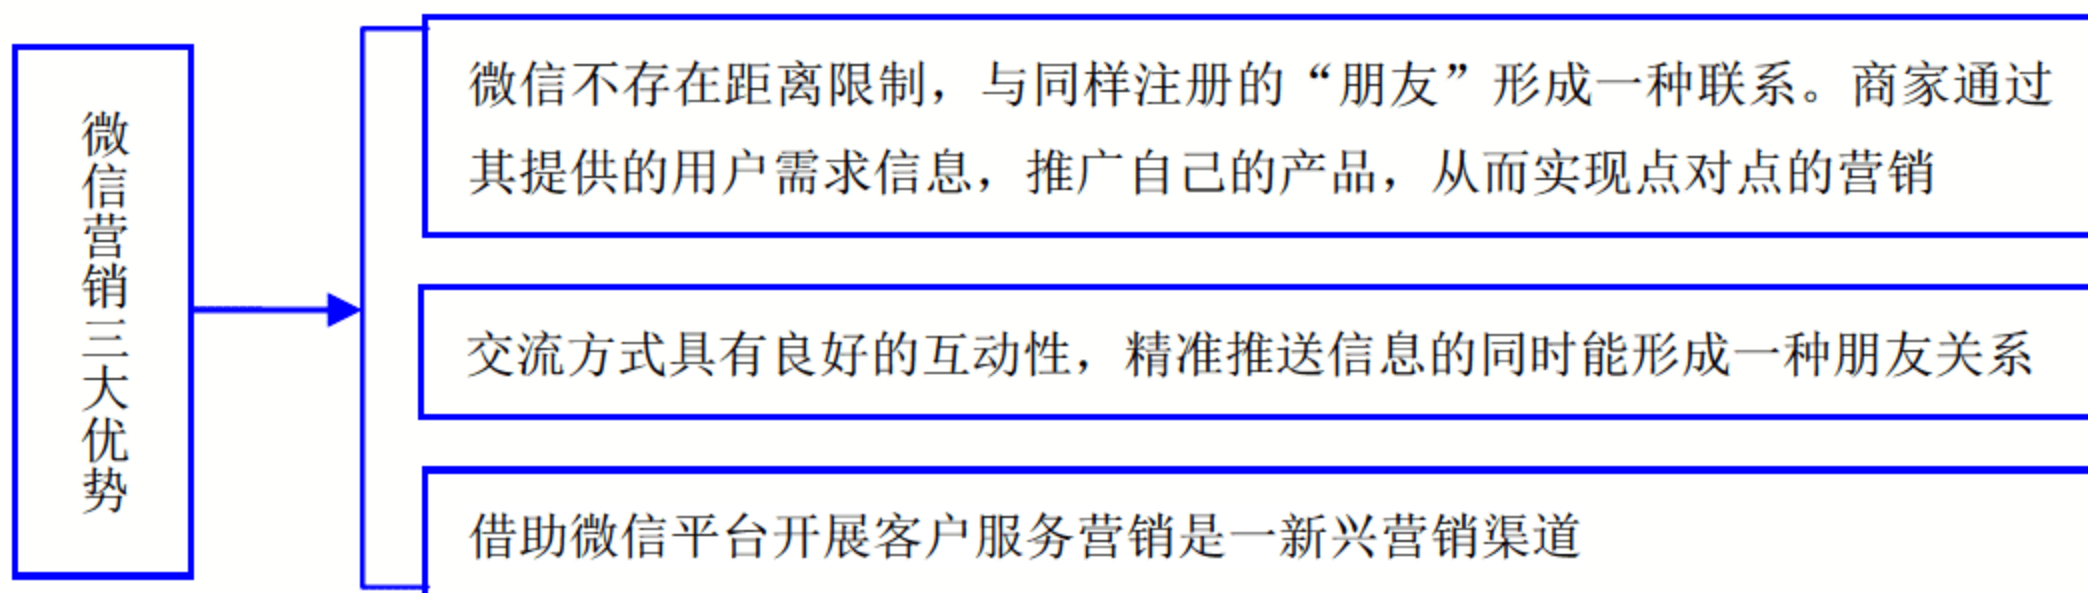 微信营销三大优势
微信不存在距离限制，与同样注册的“朋友”形成一种联系。商家通过
其提供的用户需求信息，推广自己的产品，从而实现点对点的营销
交流方式具有良好的互动性，精准推送信息的同时能形成一种朋友关系
借助微信平台开展客户服务营销是一新兴营销渠道